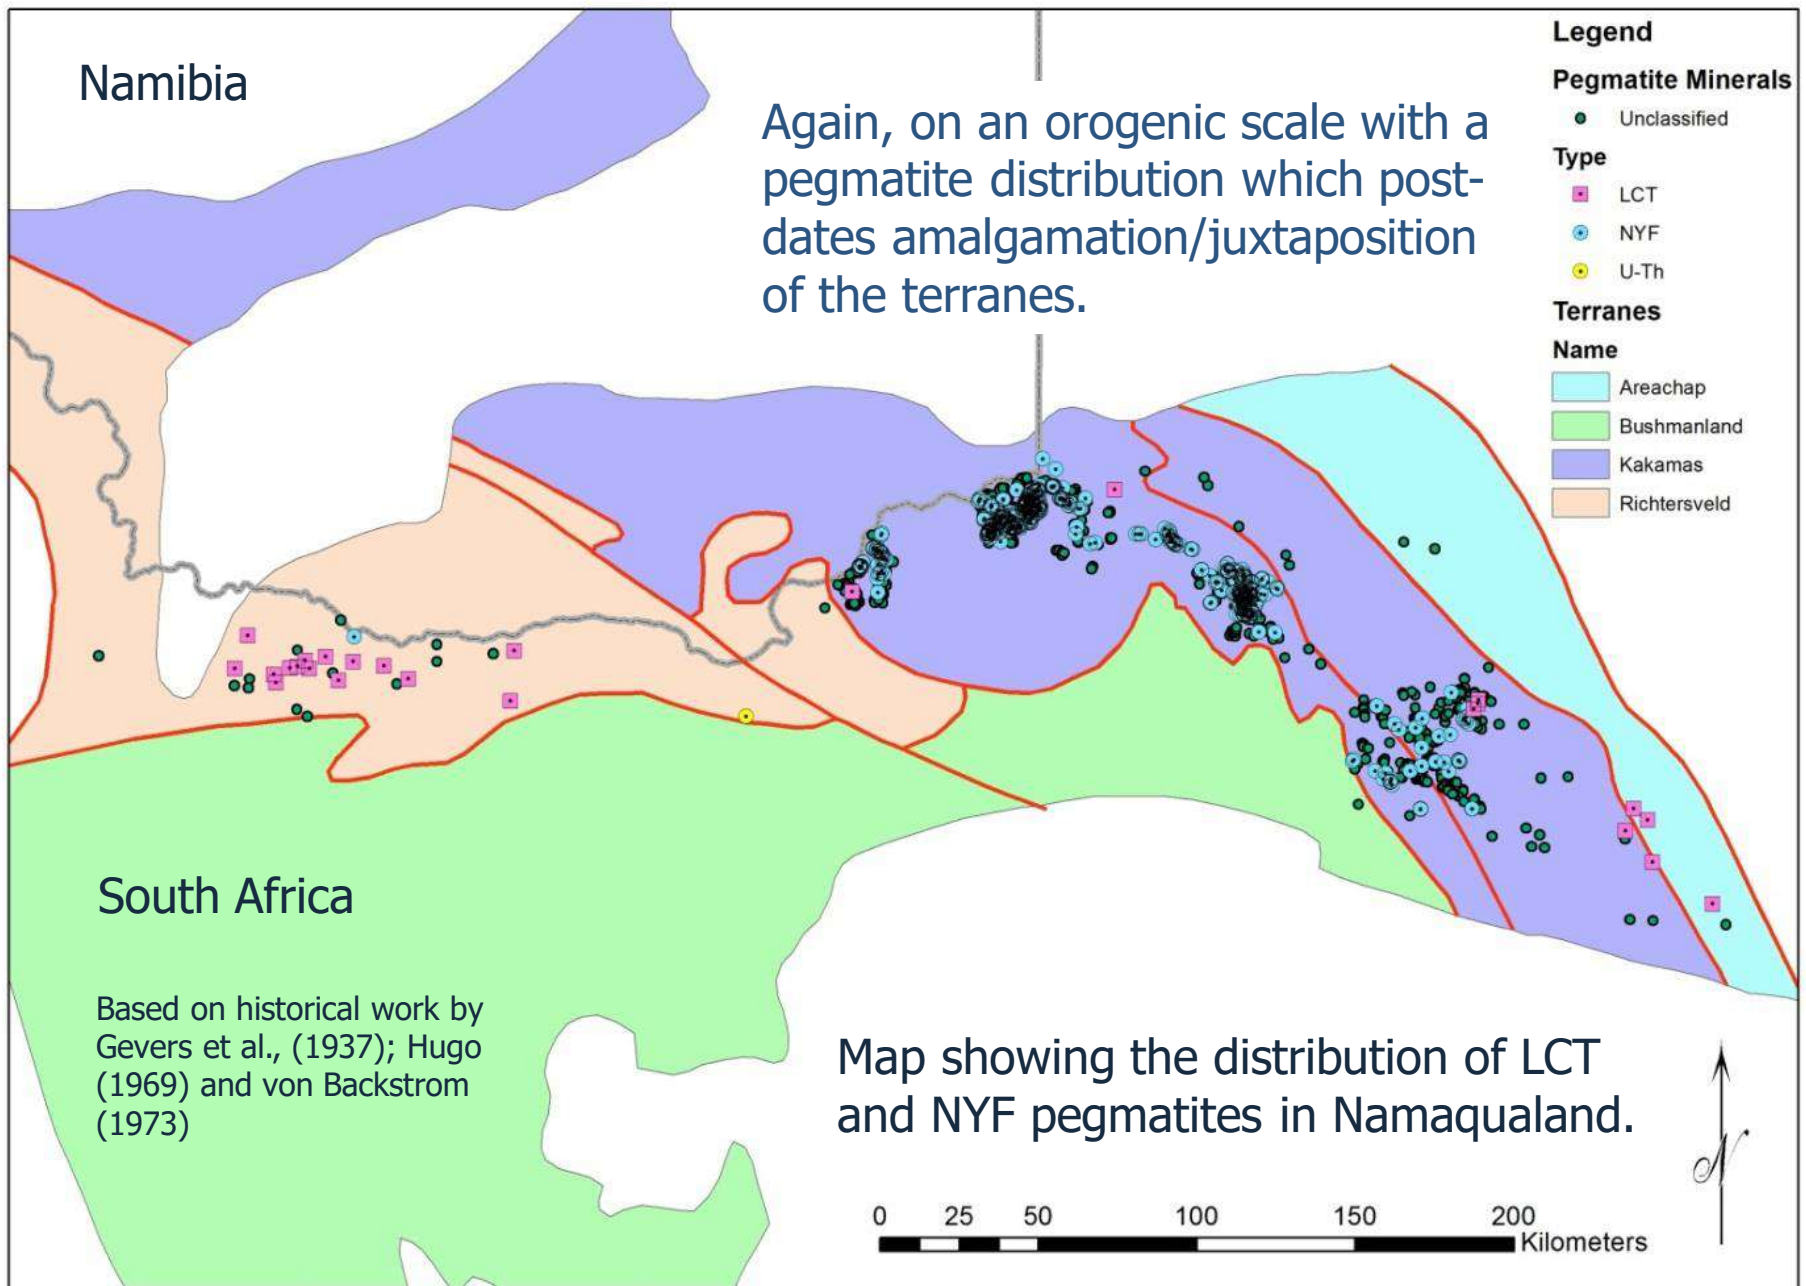 Namibia
Again, on an orogenic scale with a
pegmatite distribution which post-
dates amalgamation/juxtaposition
of the terranes.
Legend
Pegmatite Minerals
Unclassified
Type
LCT
NYF
U-Th
Terranes
Name
Areachap
Bushmanland
Kakamas
Richtersveld
South Africa
Based on historical work by
Gevers et al., (1937); Hugo
(1969) and von Backstrom
(1973)
Map showing the distribution of LCT
and NYF pegmatites in Namaqualand.
N
0 25 50 100 150 200
Kilometers